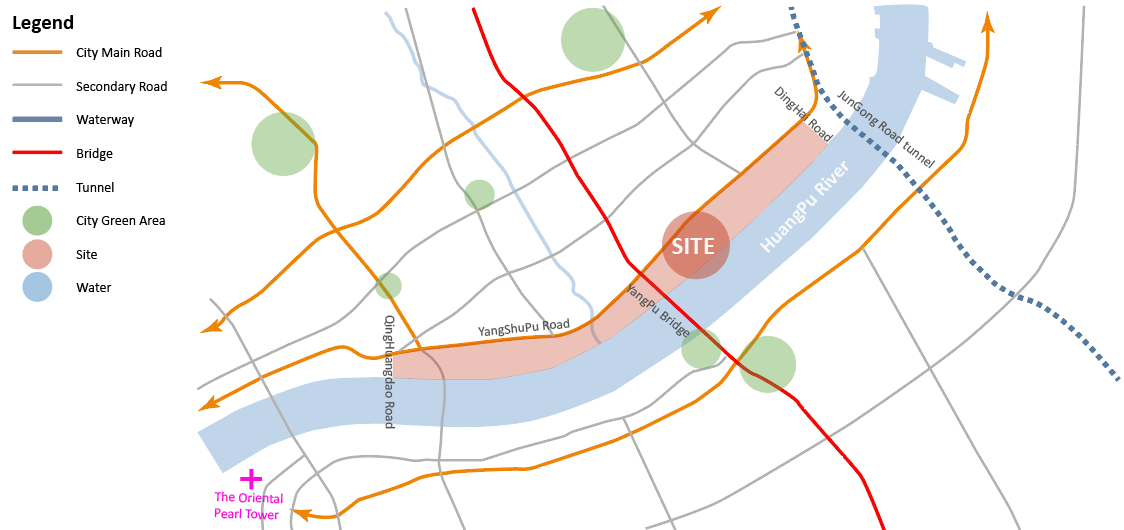 Legend
City Main Road
Secondary Road
Waterway
Bridge
Tunnel
City Green Area
Site
Water
DingHai Road
JunGong Road tunnel
HuangPu River
SITE
YangPu Bridge
YangShuPu Road
QingHuangdao Road
The Oriental
Pearl Tower